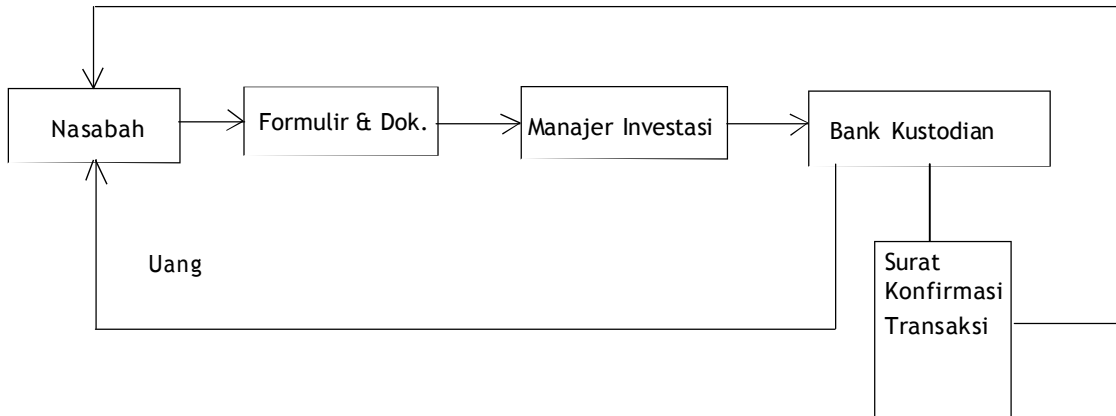 Nasabah
Formulir & Dok.
Manajer Investasi
Bank Kustodian
Uang
Surat
Konfirmasi
Transaksi